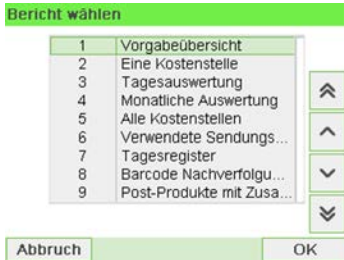 Bericht wählen
1 Vorgabeübersicht
2 Eine Kostenstelle
3 Tagesauswertung
4 Monatliche Auswertung
5 Alle Kostenstellen
6 Verwendete Sendungs...
7 Tagesregister
8 Barcode Nachverfolgu...
9 Post-Produkte mit Zusa...
Abbruch
OK